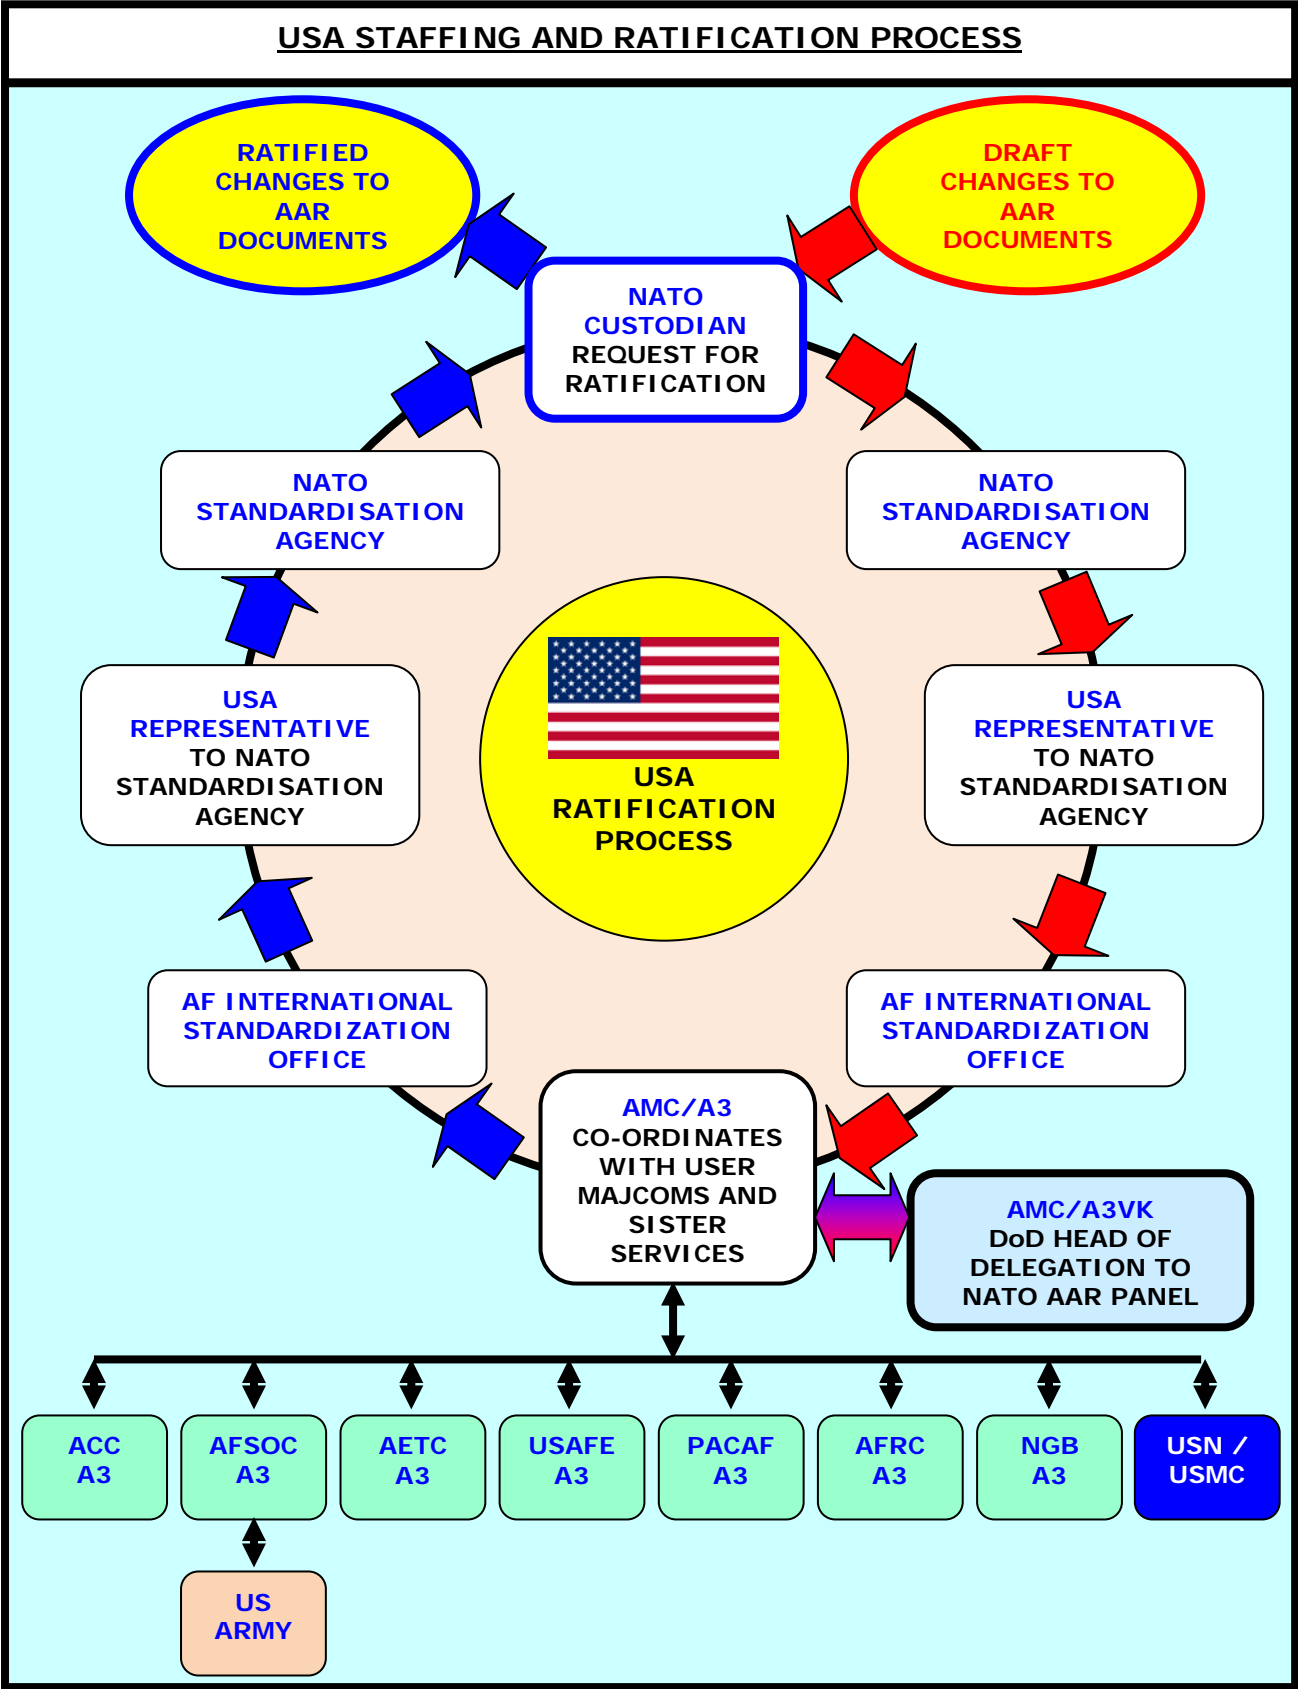 USA STAFFING AND RATIFICATION PROCESS
RATIFIED
CHANGES TO
AAR
DOCUMENTS
DRAFT
CHANGES TO
AAR
DOCUMENTS
NATO
CUSTODIAN
REQUEST FOR
RATIFICATION
NATO
STANDARDISATION
AGENCY
NATO
STANDARDISATION
AGENCY
USA
REPRESENTATIVE
TO NATO
STANDARDISATION
AGENCY
USA
RATIFICATION
PROCESS
USA
REPRESENTATIVE
TO NATO
STANDARDISATION
AGENCY
AF INTERNATIONAL
STANDARDIZATION
OFFICE
AF INTERNATIONAL
STANDARDIZATION
OFFICE
AMC/A3
CO-ORDINATES
WITH USER
MAJCOMS AND
SISTER
SERVICES
AMC/A3VK
DoD HEAD OF
DELEGATION TO
NATO AAR PANEL
ACC
A3
AFSOC
A3
AETC
A3
USAFE
A3
PACAF
A3
AFRC
A3
NGB
A3
USN /
USMC
US
ARMY